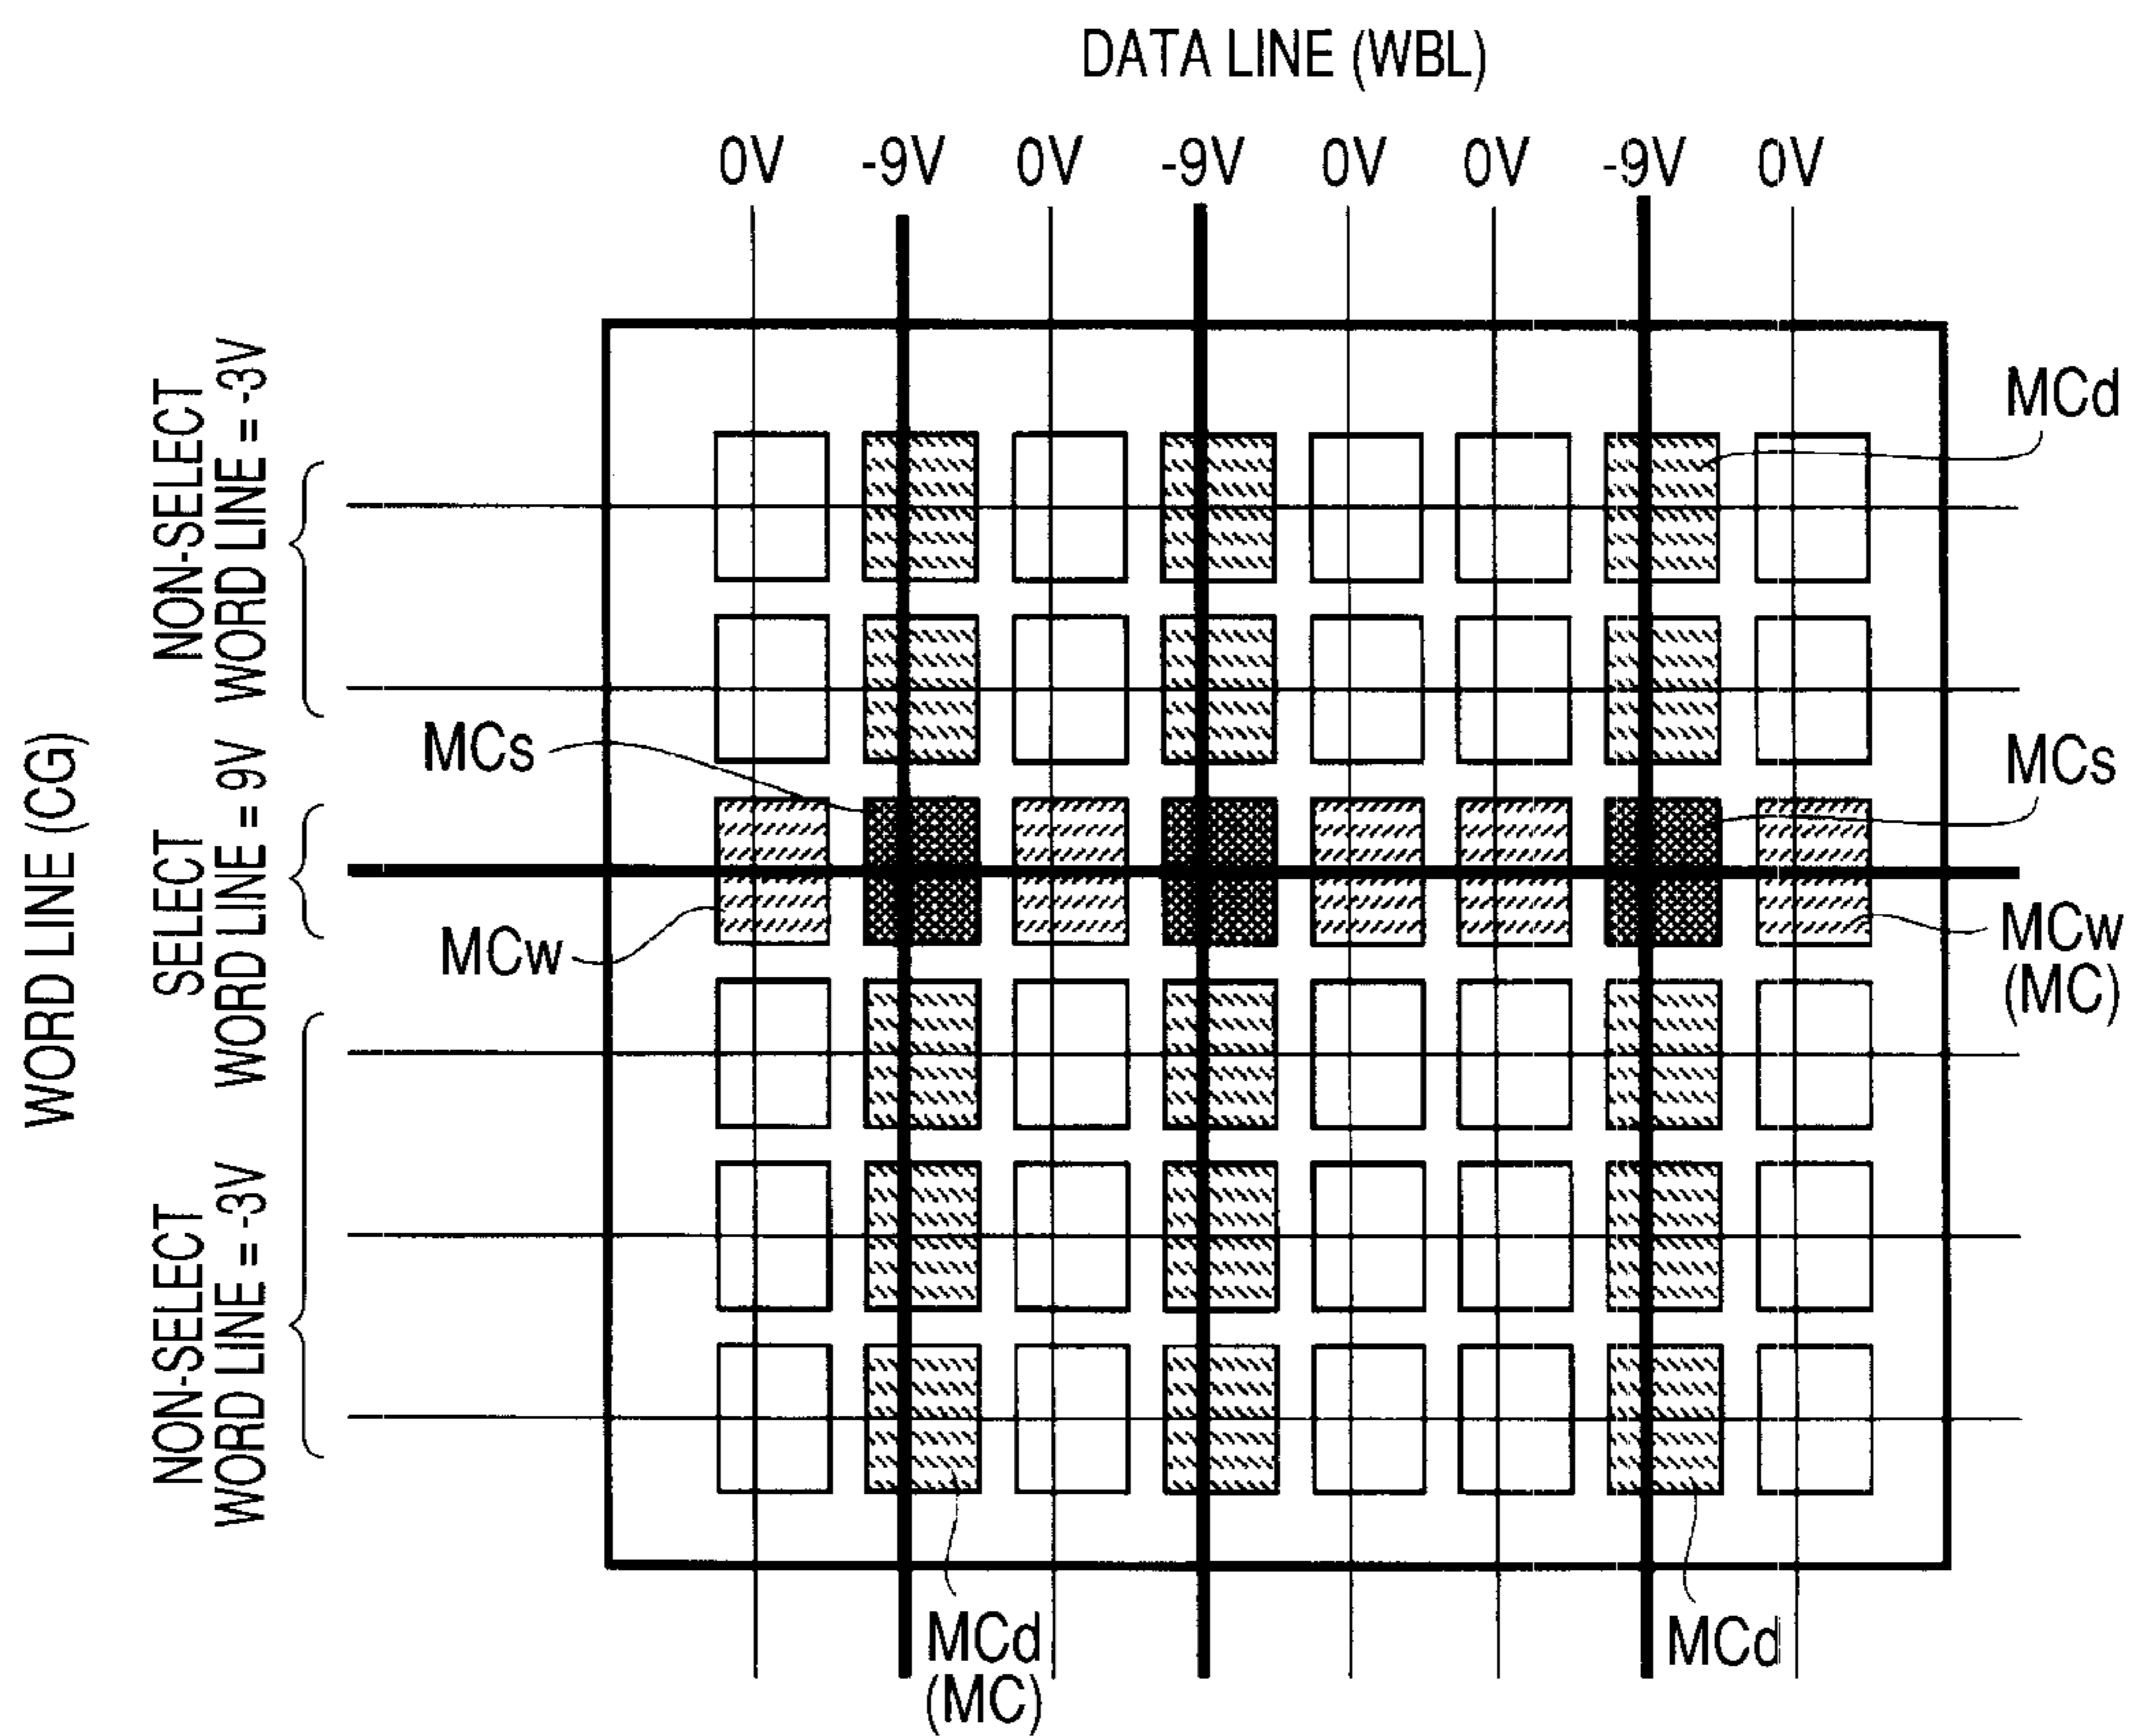 DATA LINE (WBL)
0V -9V 0V -9V 0V 0V -9V 0V
WORD LINE (CG)
NON-SELECT
WORD LINE = -3V
SELECT
WORD LINE = 9V
NON-SELECT
WORD LINE = -3V
MCd
MCs
MCs
MCw
MCw
(MC)
MCd
(MC)
MCd